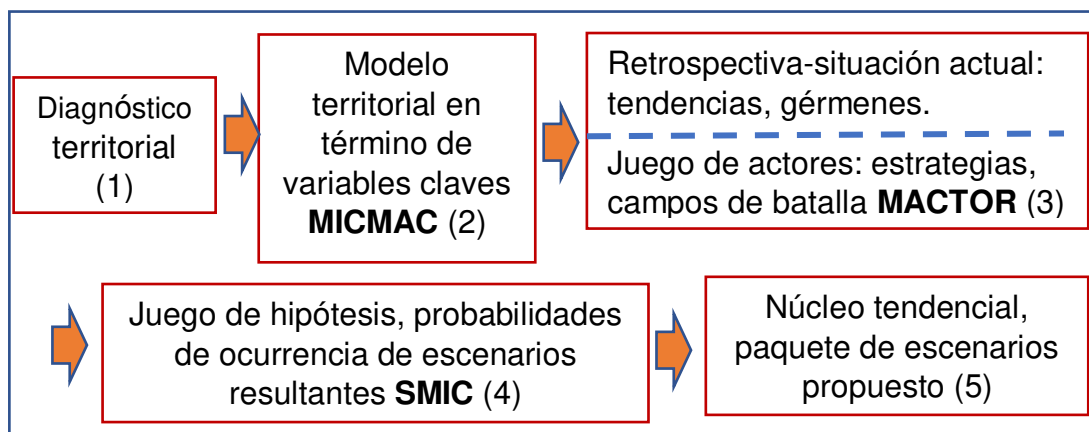 Diagnóstico
territorial
(1)
Modelo
territorial en
término de
variables claves
MICMAC (2)
Retrospectiva-situación actual:
tendencias, gérmenes.
Juego de actores: estrategias,
campos de batalla MACTOR (3)
Juego de hipótesis, probabilidades
de ocurrencia de escenarios
resultantes SMIC (4)
Núcleo tendencial,
paquete de escenarios
propuesto (5)